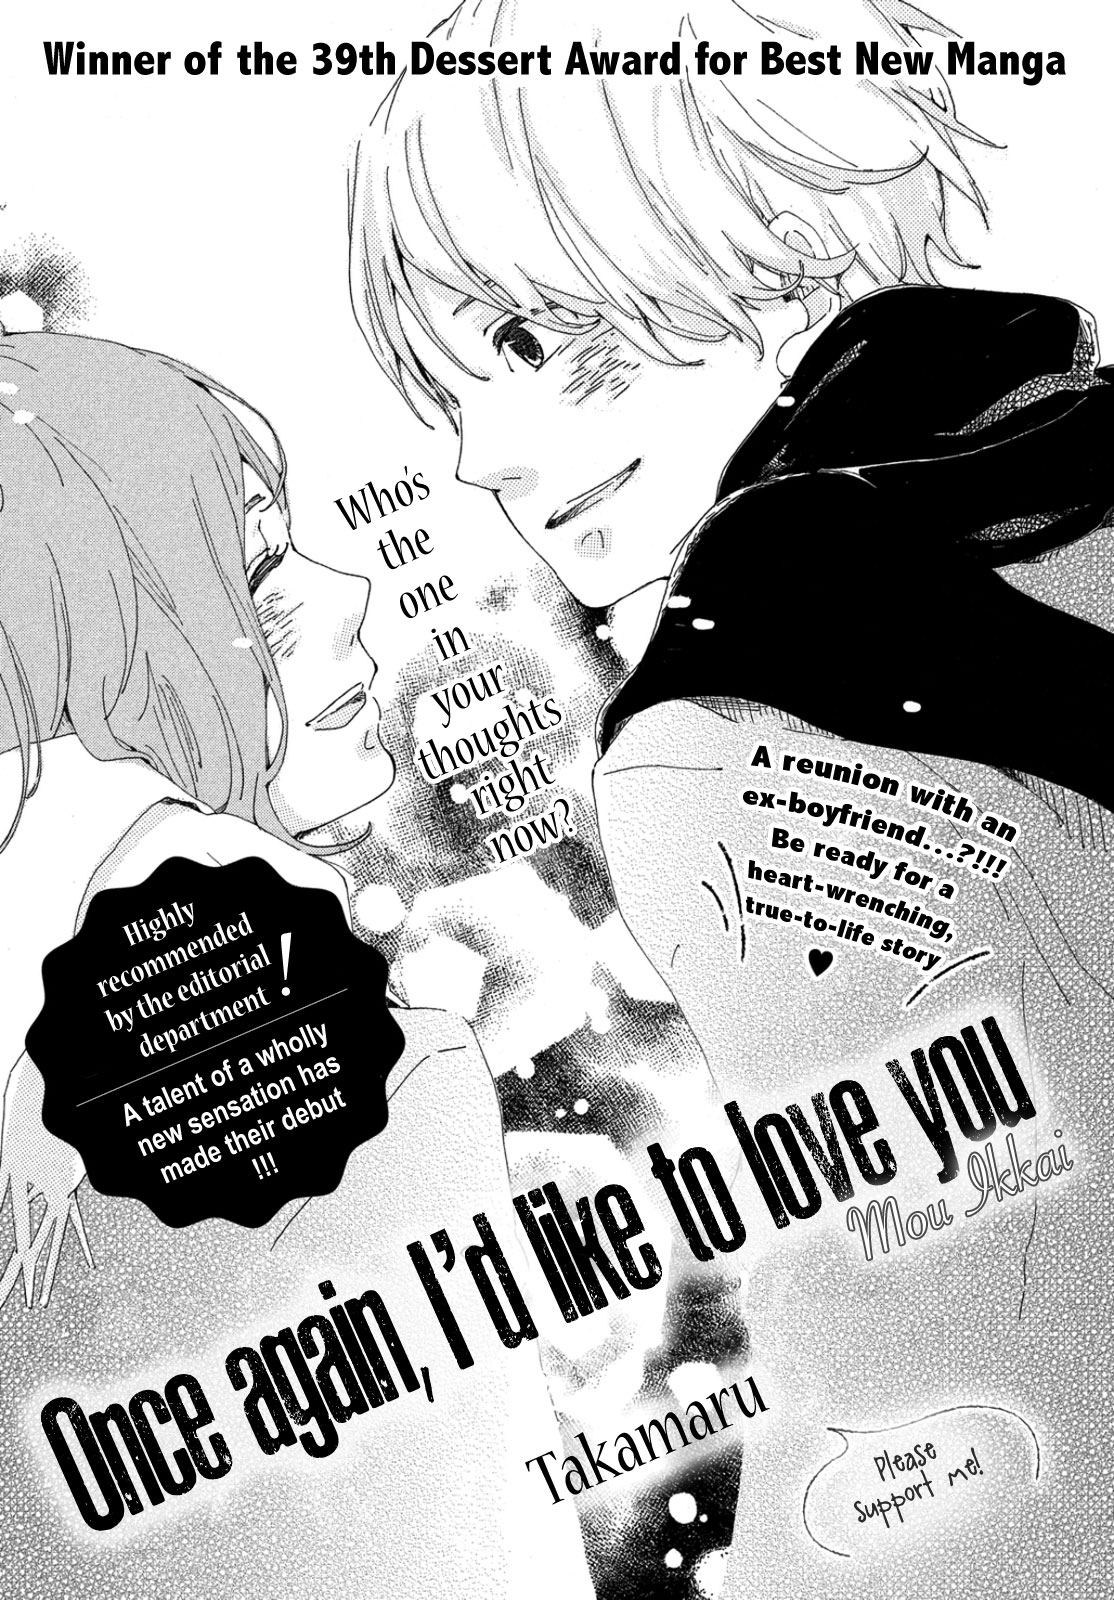 Winner of the 39th Dessert Award for Best New Manga
Who's
the
one
in
your
thoughts
right
now?
A reunion with an
ex-boyfriend...?!!!
Be ready for a
heart-wrenching,
true-to-life story
♥
Highly
recommended
by the editorial
department!
A talent of a wholly
new sensation has
made their debut
!!!
Once again, I'd like to love you
Mou Ikkai
Takamaru
Please
support me!